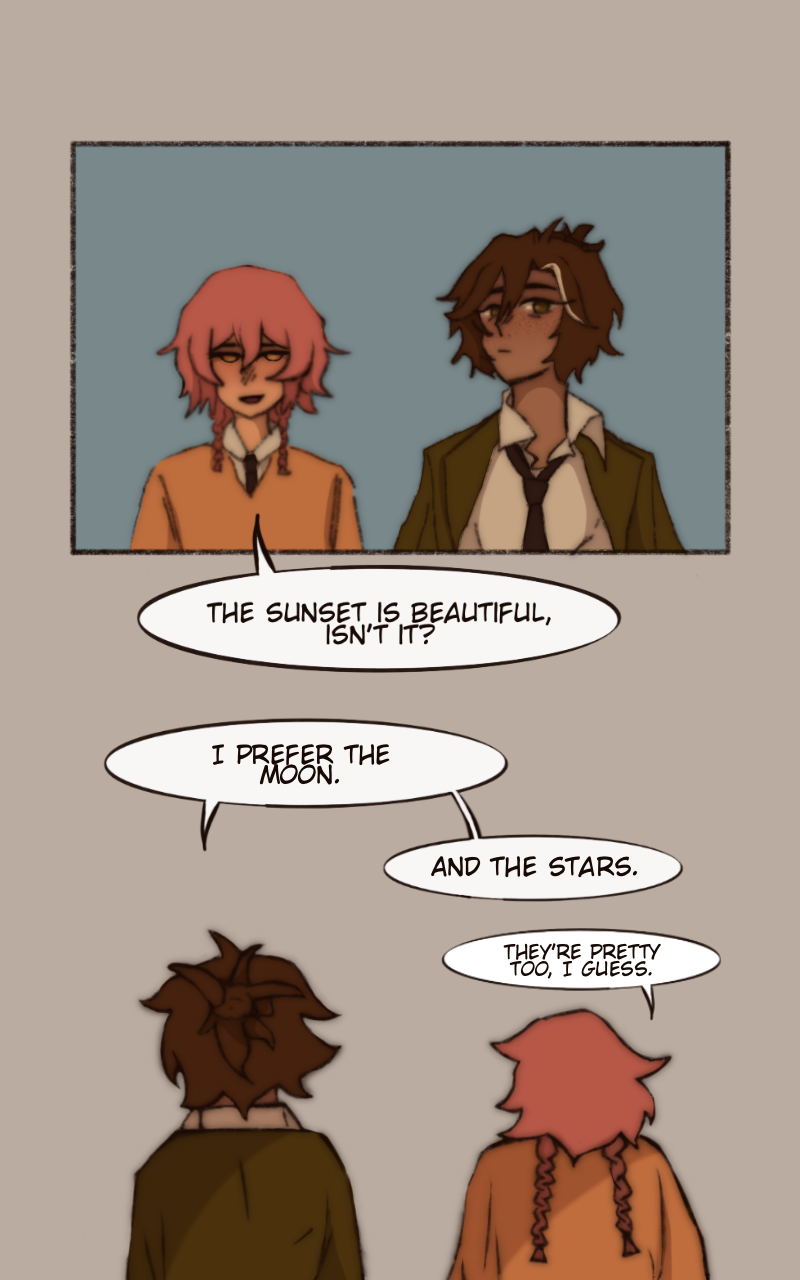 THE SUNSET IS BEAUTIFUL,
ISN'T IT?
I PREFER THE
MOON.
AND THE STARS.
THEY'RE PRETTY
TOO, I GUESS.